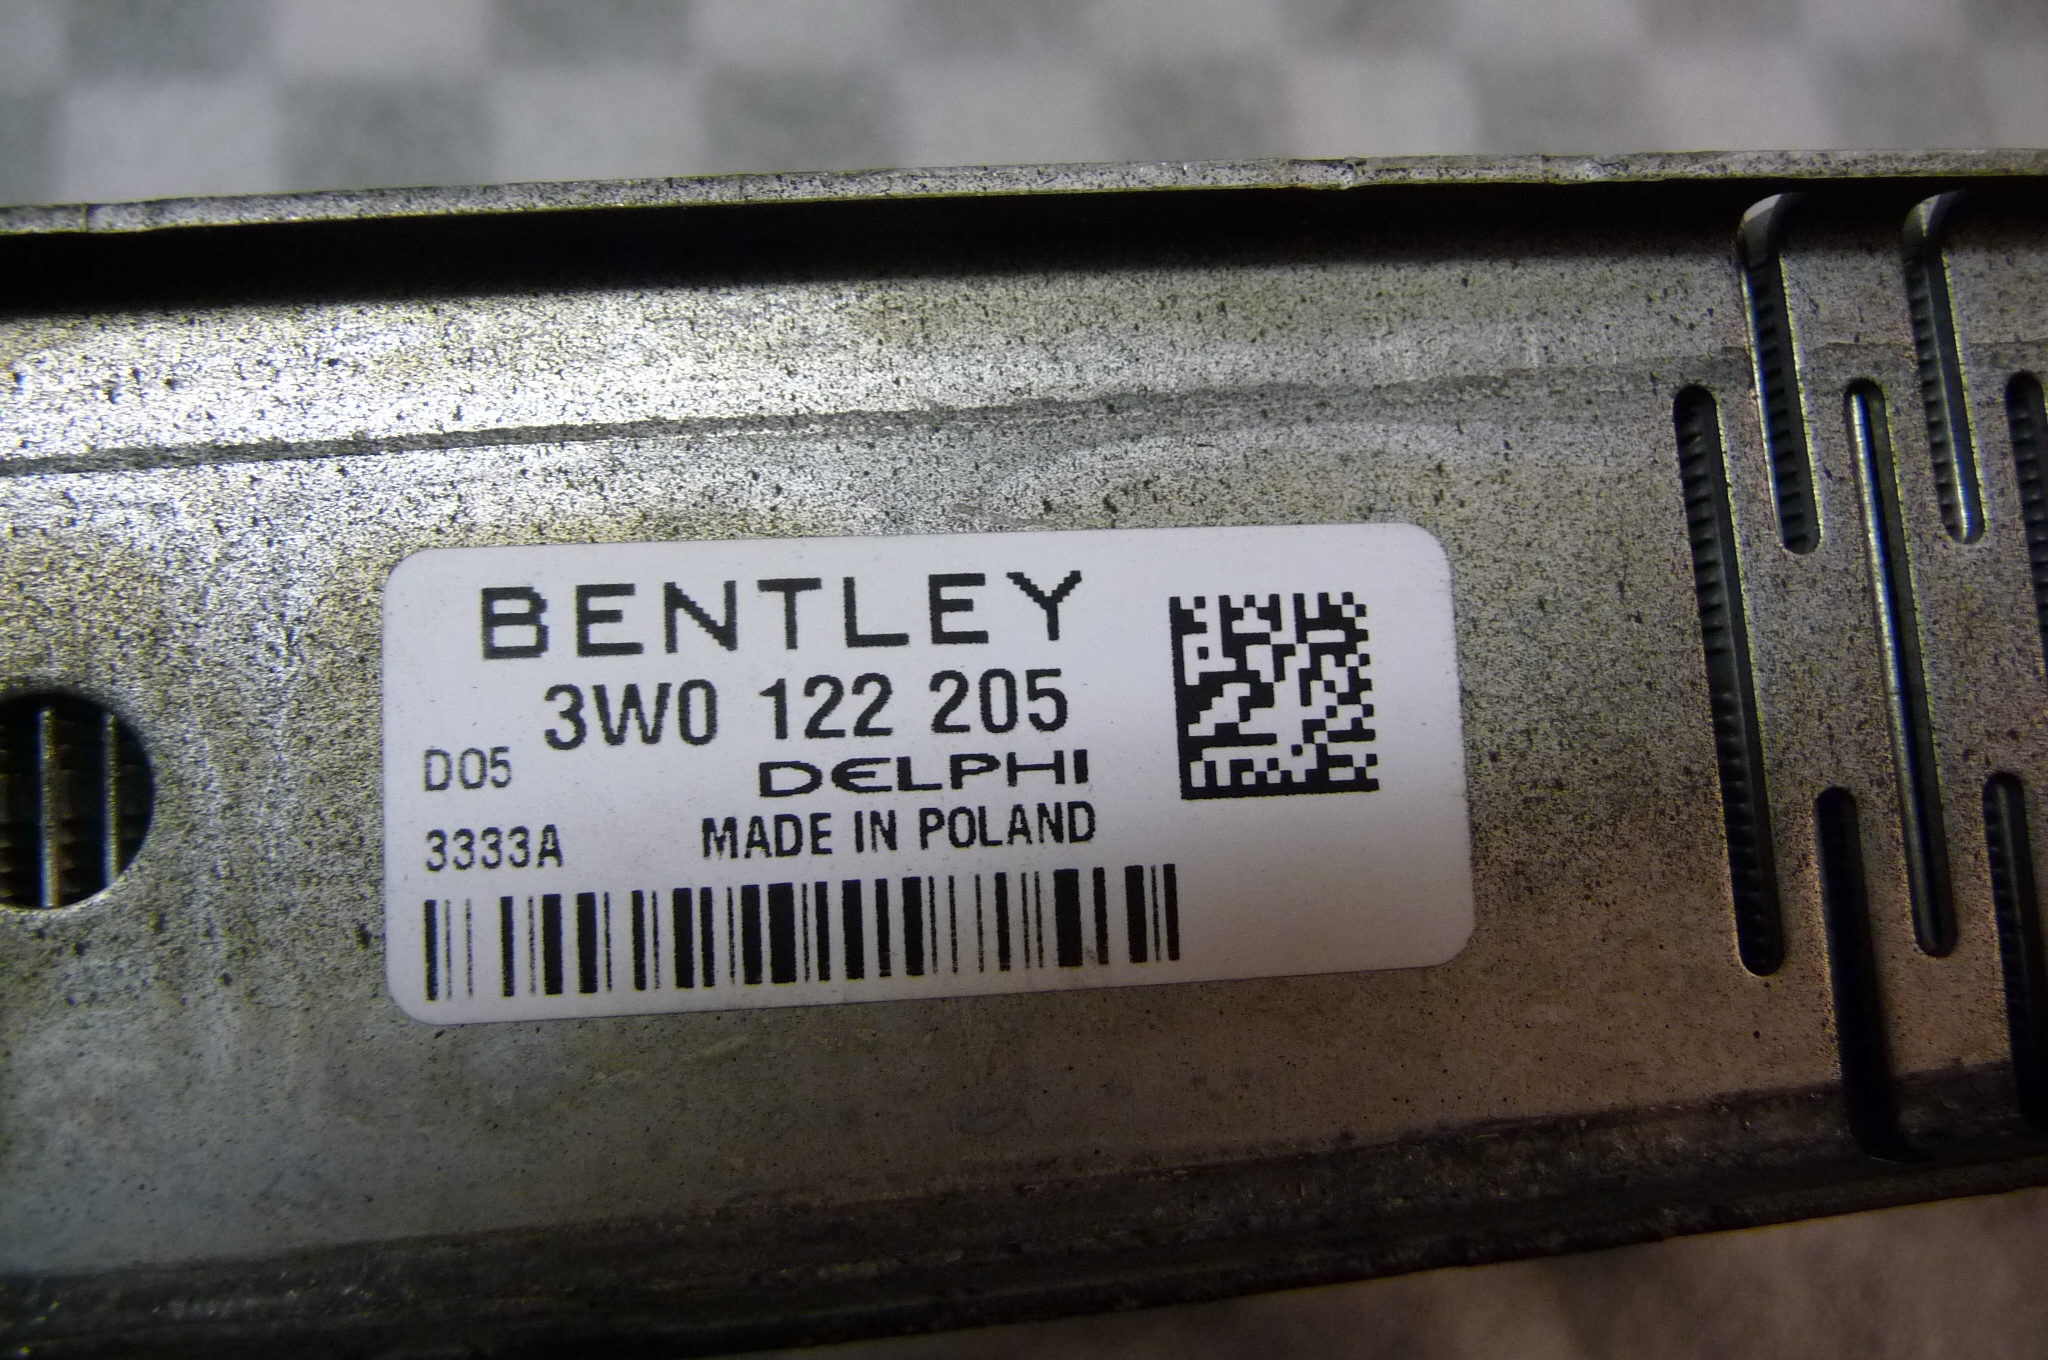 BENTLEY
3W0 122 205
D05 DELPHI
3333A MADE IN POLAND